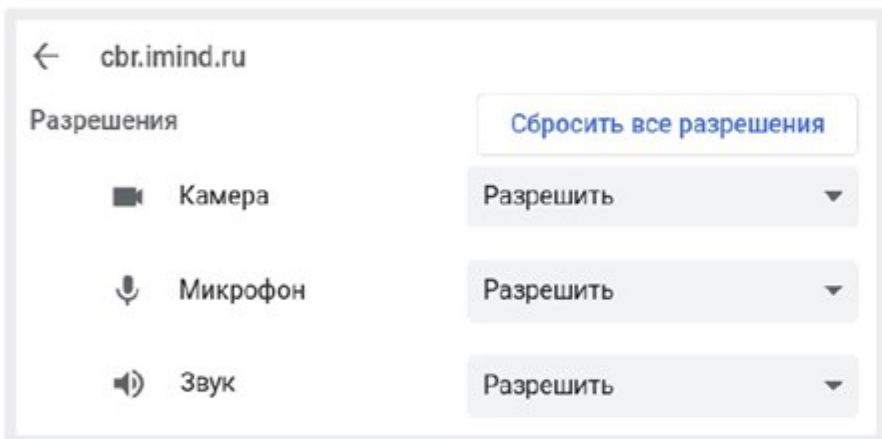 cbr.imind.ru
Разрешения Сбросить все разрешения
Камера Разрешить
Микрофон Разрешить
Звук Разрешить